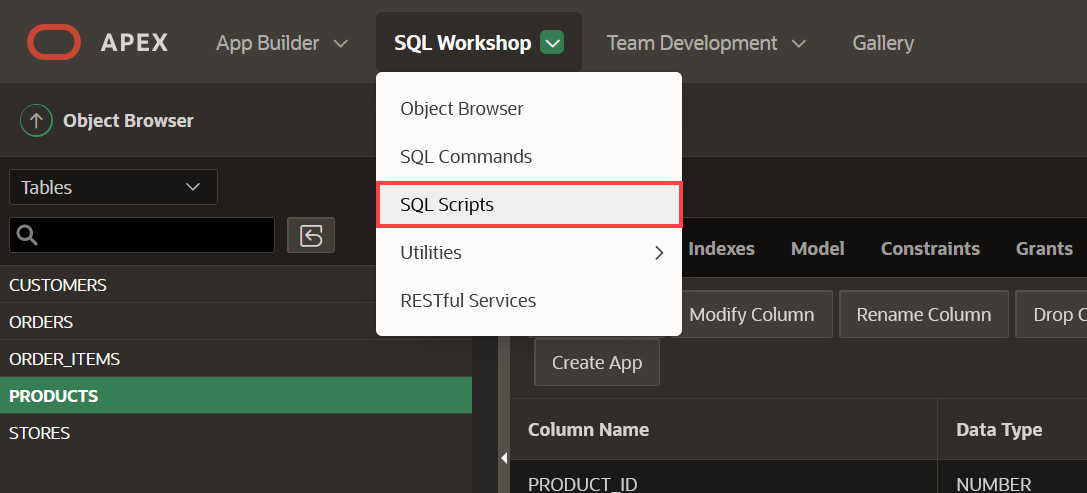 APEX App Builder SQL Workshop Team Development Gallery
Object Browser
Object Browser
SQL Commands
SQL Scripts
Utilities
RESTful Services
Tables
CUSTOMERS
ORDERS
ORDER_ITEMS
PRODUCTS
STORES
Indexes Model Constraints Grants
Modify Column Rename Column Drop
Create App
Column Name Data Type
PRODUCT_ID NUMBER